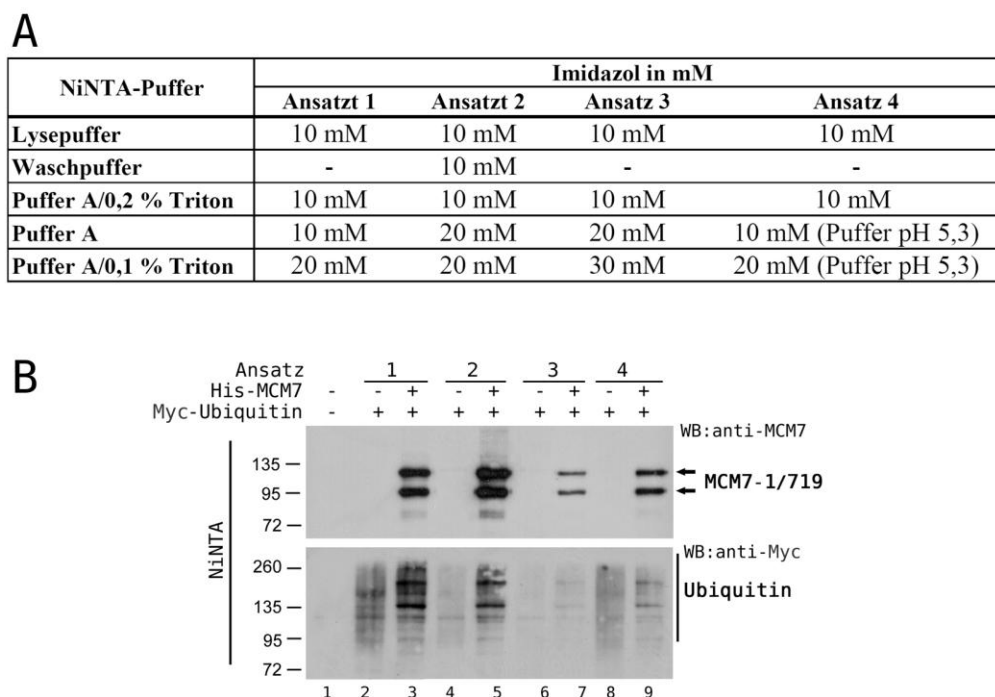 A
NiNTA-Puffer Imidazol in mM
Ansatzt 1 Ansatzt 2 Ansatz 3 Ansatz 4
Lysepuffer 10 mM 10 mM 10 mM 10 mM
Waschpuffer - 10 mM - -
Puffer A/0,2 % Triton 10 mM 10 mM 10 mM 10 mM
Puffer A 10 mM 20 mM 20 mM 10 mM (Puffer pH 5,3)
Puffer A/0,1 % Triton 20 mM 20 mM 30 mM 20 mM (Puffer pH 5,3)
B
Ansatz 1 2 3 4
His-MCM7 - - + - + - + - +
Myc-Ubiquitin - + + + + + + + +
WB:anti-MCM7
135
MCM7-1/719
95
72
NiNTA
WB:anti-Myc
260
Ubiquitin
135
95
72
1 2 3 4 5 6 7 8 9